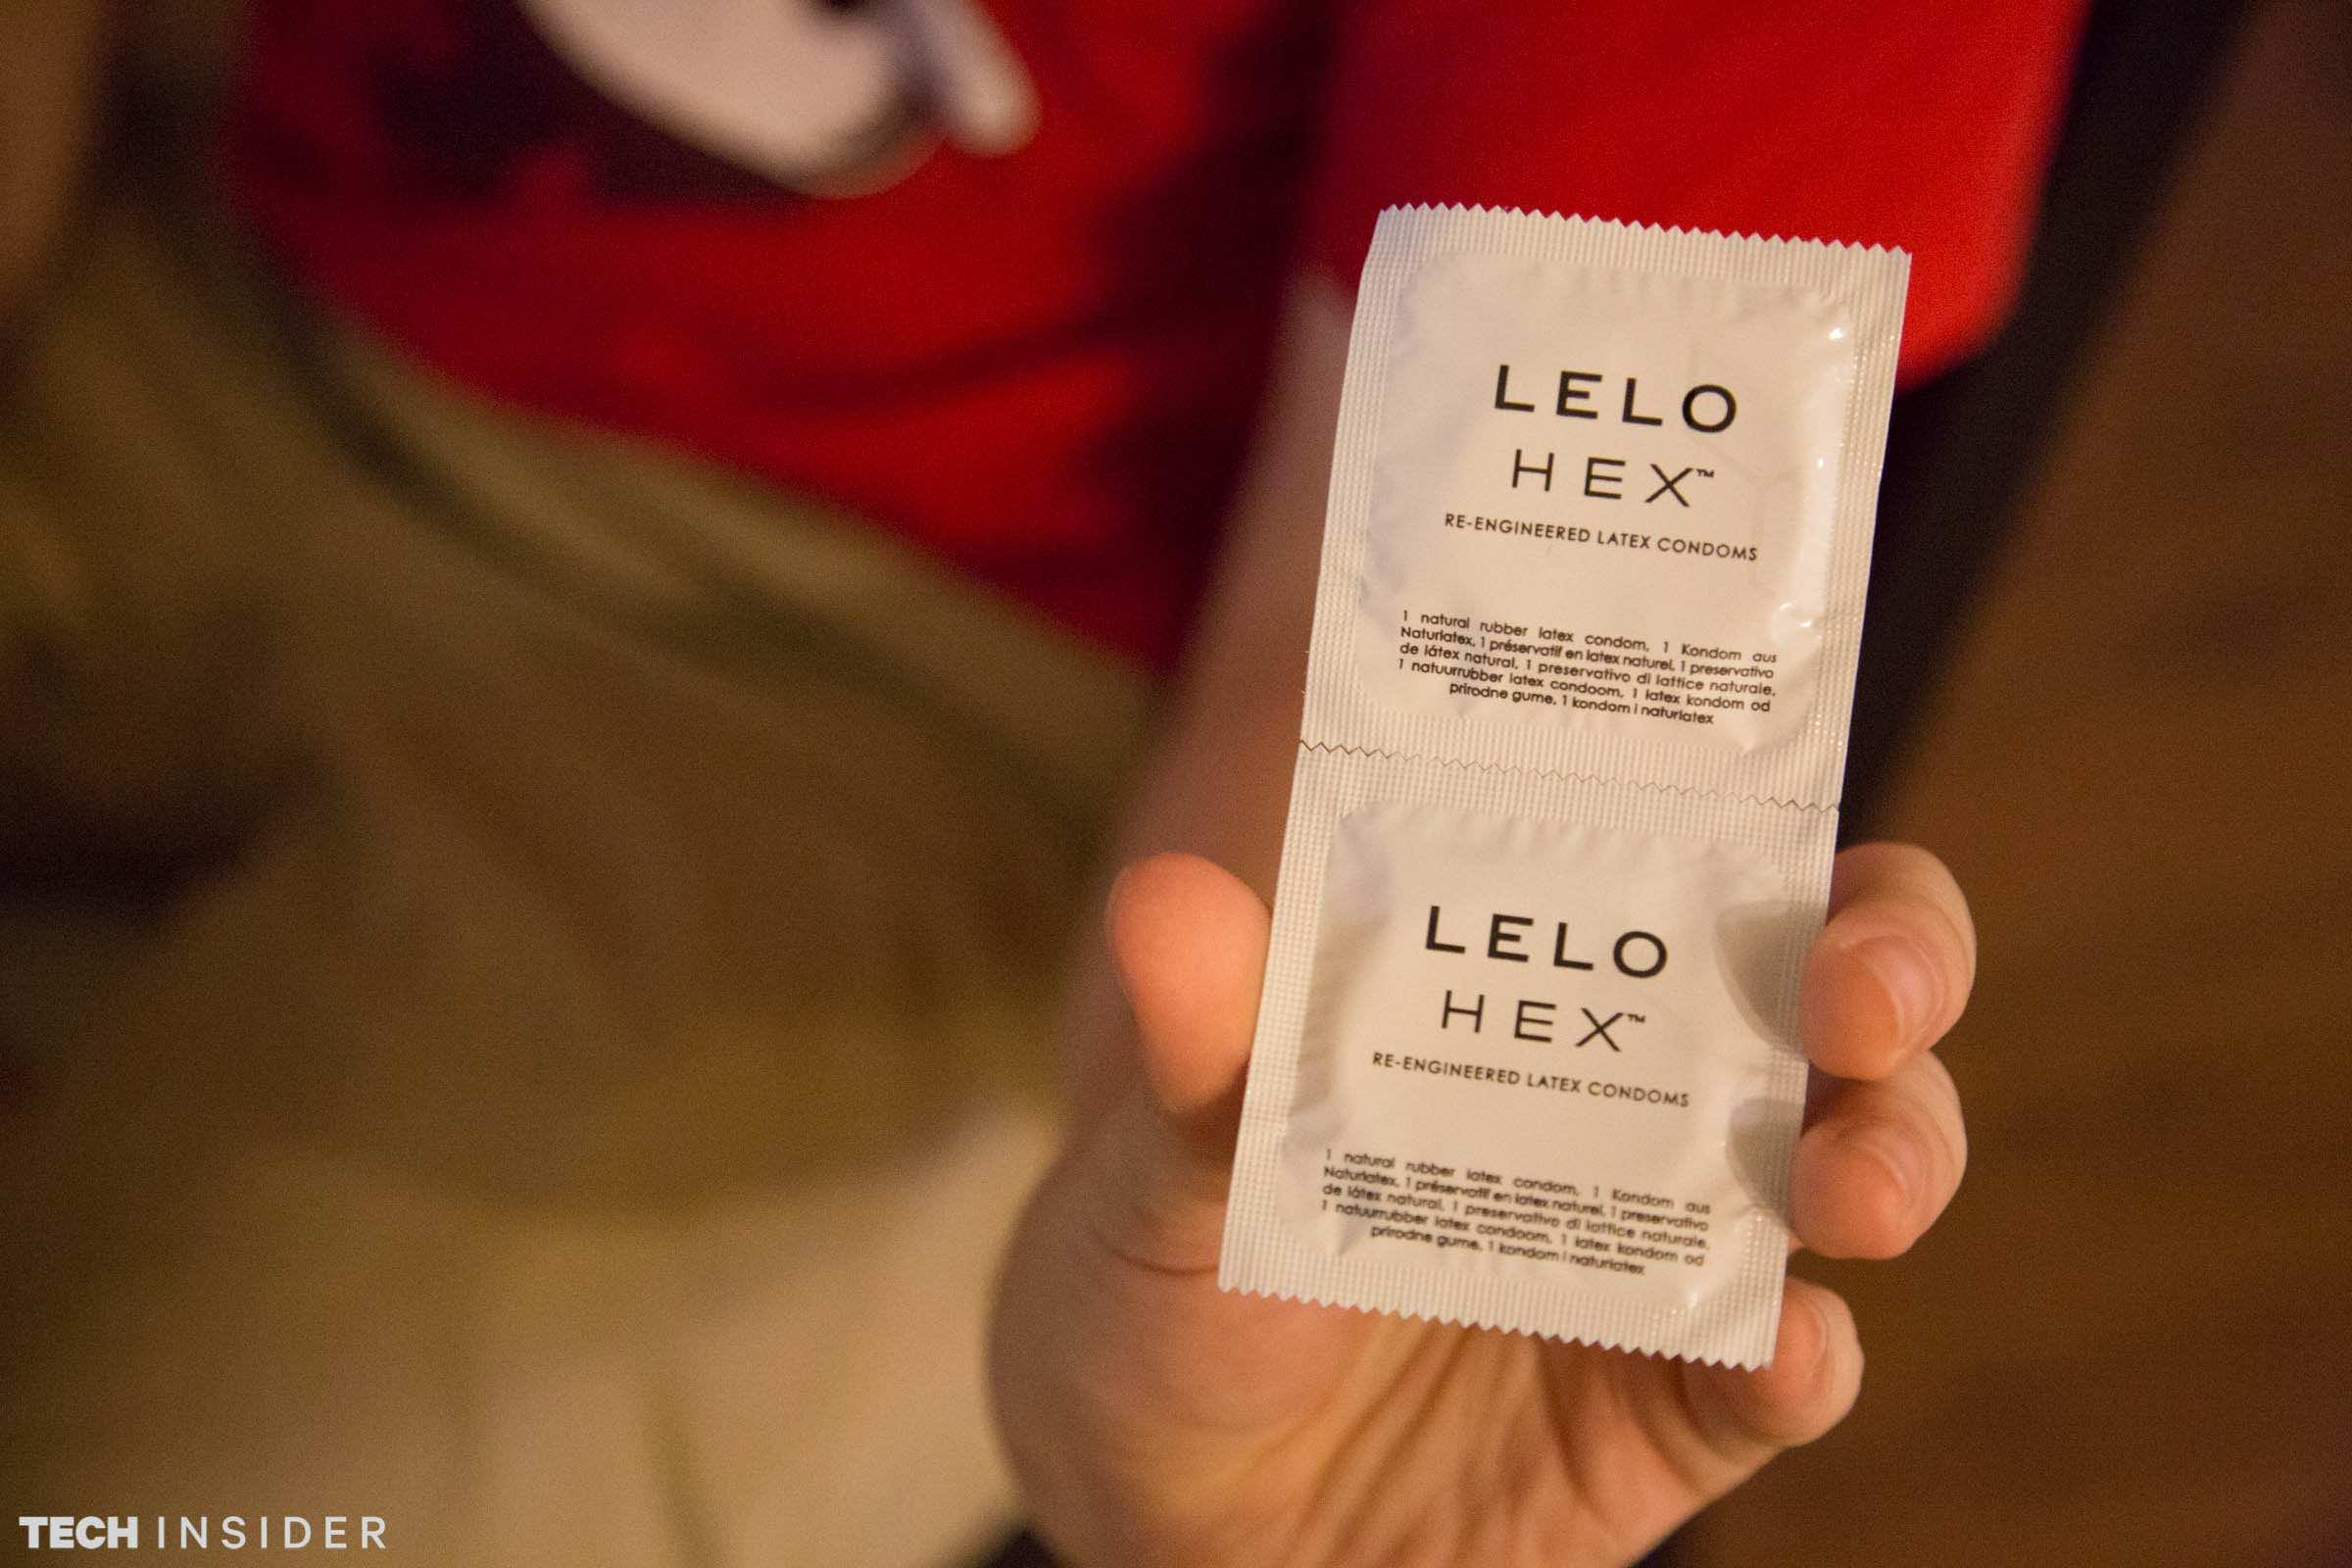 LELO
HEX™
RE-ENGINEERED LATEX CONDOMS
1 natural rubber latex condom, 1 Kondom aus
Naturlatex, 1 préservatif en latex naturel, 1 preservativo
de látex natural, 1 preservativo di lattice naturale,
1 natuurrubber latex condoom, 1 latex kondom od
prirodne gume, 1 kondom i naturlatex
LELO
HEX™
RE-ENGINEERED LATEX CONDOMS
1 natural rubber latex condom, 1 Kondom aus
Naturlatex, 1 préservatif en latex naturel, 1 preservativo
de látex natural, 1 preservativo di lattice naturale,
1 natuurrubber latex condoom, 1 latex kondom od
prirodne gume, 1 kondom i naturlatex
TECH INSIDER